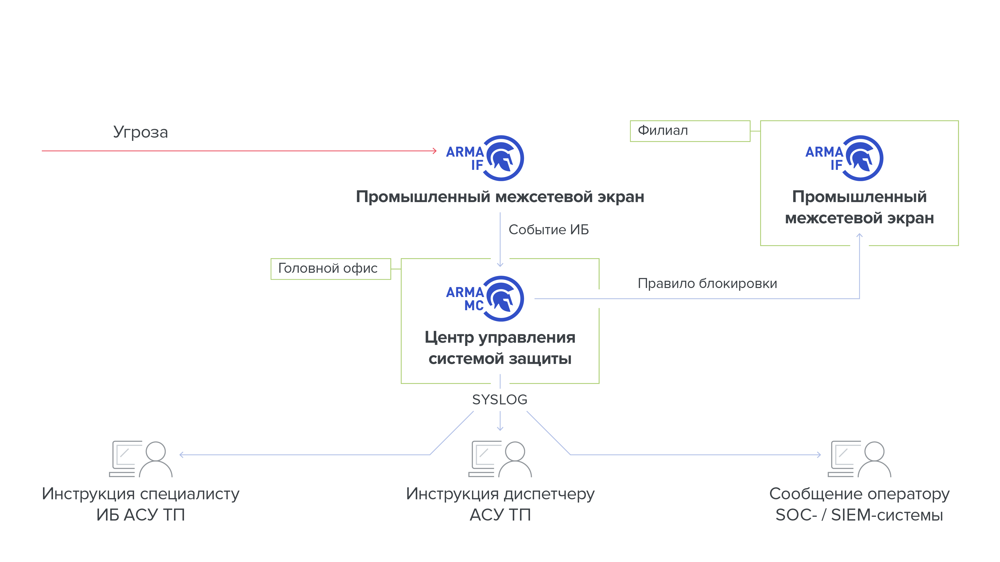 Угроза
Филиал
ARMA
IF
ARMA
IF
Промышленный межсетевой экран
Промышленный
межсетевой экран
Событие ИБ
Головной офис
Правило блокировки
ARMA
MC
Центр управления
системой защиты
SYSLOG
Инструкция специалисту
ИБ АСУ ТП
Инструкция диспетчеру
АСУ ТП
Сообщение оператору
SOC- / SIEM-системы